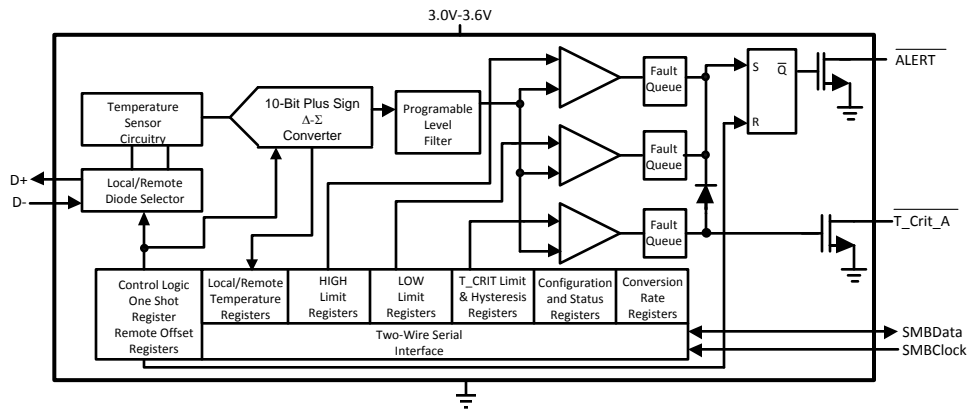 3.0V-3.6V
Temperature
Sensor
Circuitry
10-Bit Plus Sign
Δ-Σ
Converter
Programable
Level
Filter
Fault
Queue
S
Q
R
ALERT
D+
D-
Local/Remote
Diode Selector
Fault
Queue
Fault
Queue
T_Crit_A
Control Logic
One Shot
Register
Remote Offset
Registers
Local/Remote
Temperature
Registers
HIGH
Limit
Registers
LOW
Limit
Registers
T_CRIT Limit
& Hysteresis
Registers
Configuration
and Status
Registers
Conversion
Rate
Registers
Two-Wire Serial
Interface
SMBData
SMBClock